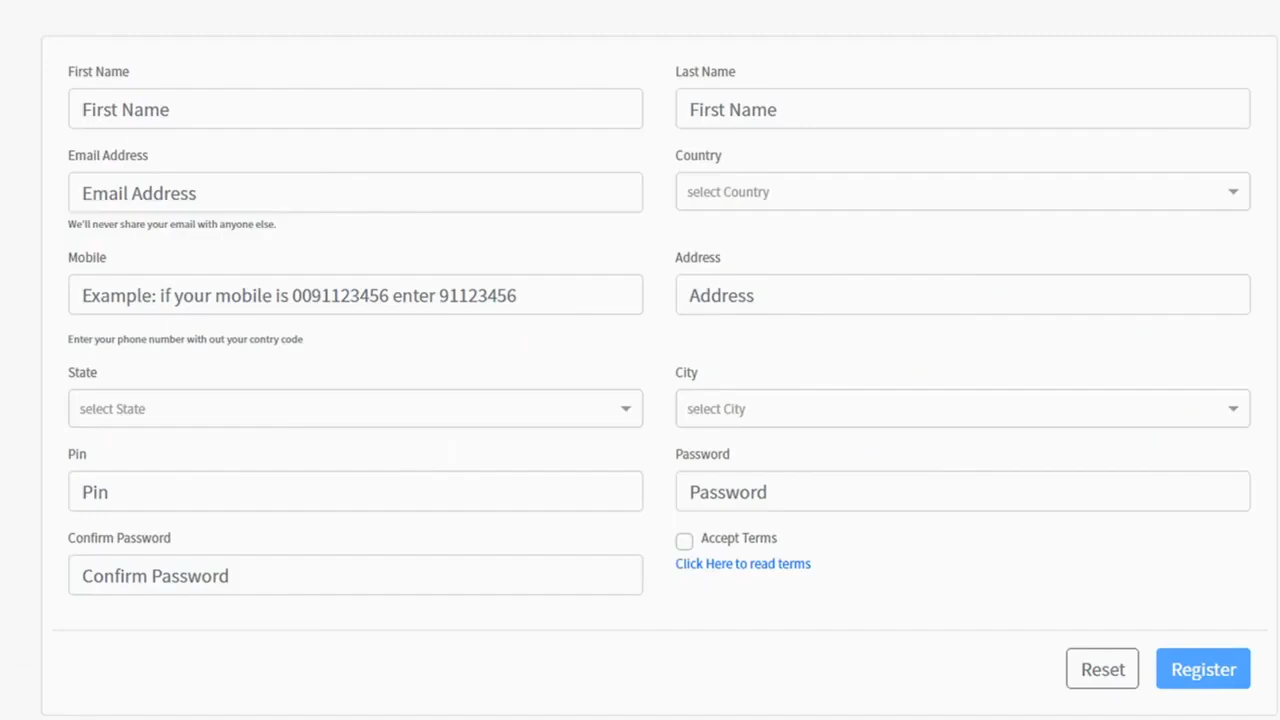 First Name
Last Name
First Name
First Name
Email Address
Country
Email Address
select Country
We'll never share your email with anyone else.
Mobile
Address
Example: if your mobile is 0091123456 enter 91123456
Address
Enter your phone number with out your contry code
State
City
select State
select City
Pin
Password
Pin
Password
Confirm Password
Accept Terms
Click Here to read terms
Confirm Password
Reset
Register